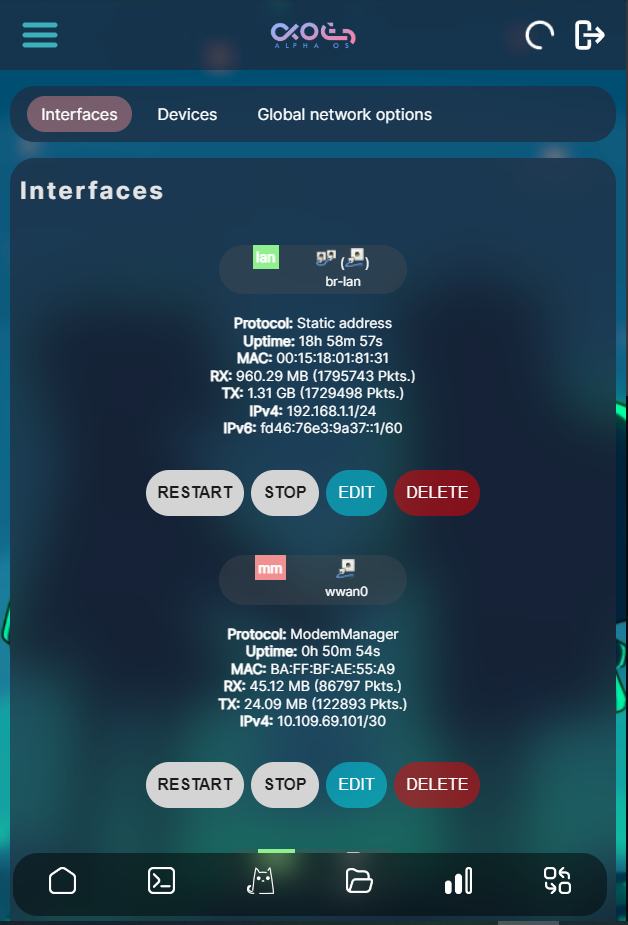 ALPHA OS
Interfaces Devices Global network options
Interfaces
lan
()
br-lan
Protocol: Static address
Uptime: 18h 58m 57s
MAC: 00:15:18:01:81:31
RX: 960.29 MB (1795743 Pkts.)
TX: 1.31 GB (1729498 Pkts.)
IPv4: 192.168.1.1/24
IPv6: fd46:76e3:9a37::1/60
RESTART STOP EDIT DELETE
mm
wwan0
Protocol: ModemManager
Uptime: 0h 50m 54s
MAC: BA:FF:BF:AE:55:A9
RX: 45.12 MB (86797 Pkts.)
TX: 24.09 MB (122893 Pkts.)
IPv4: 10.109.69.101/30
RESTART STOP EDIT DELETE